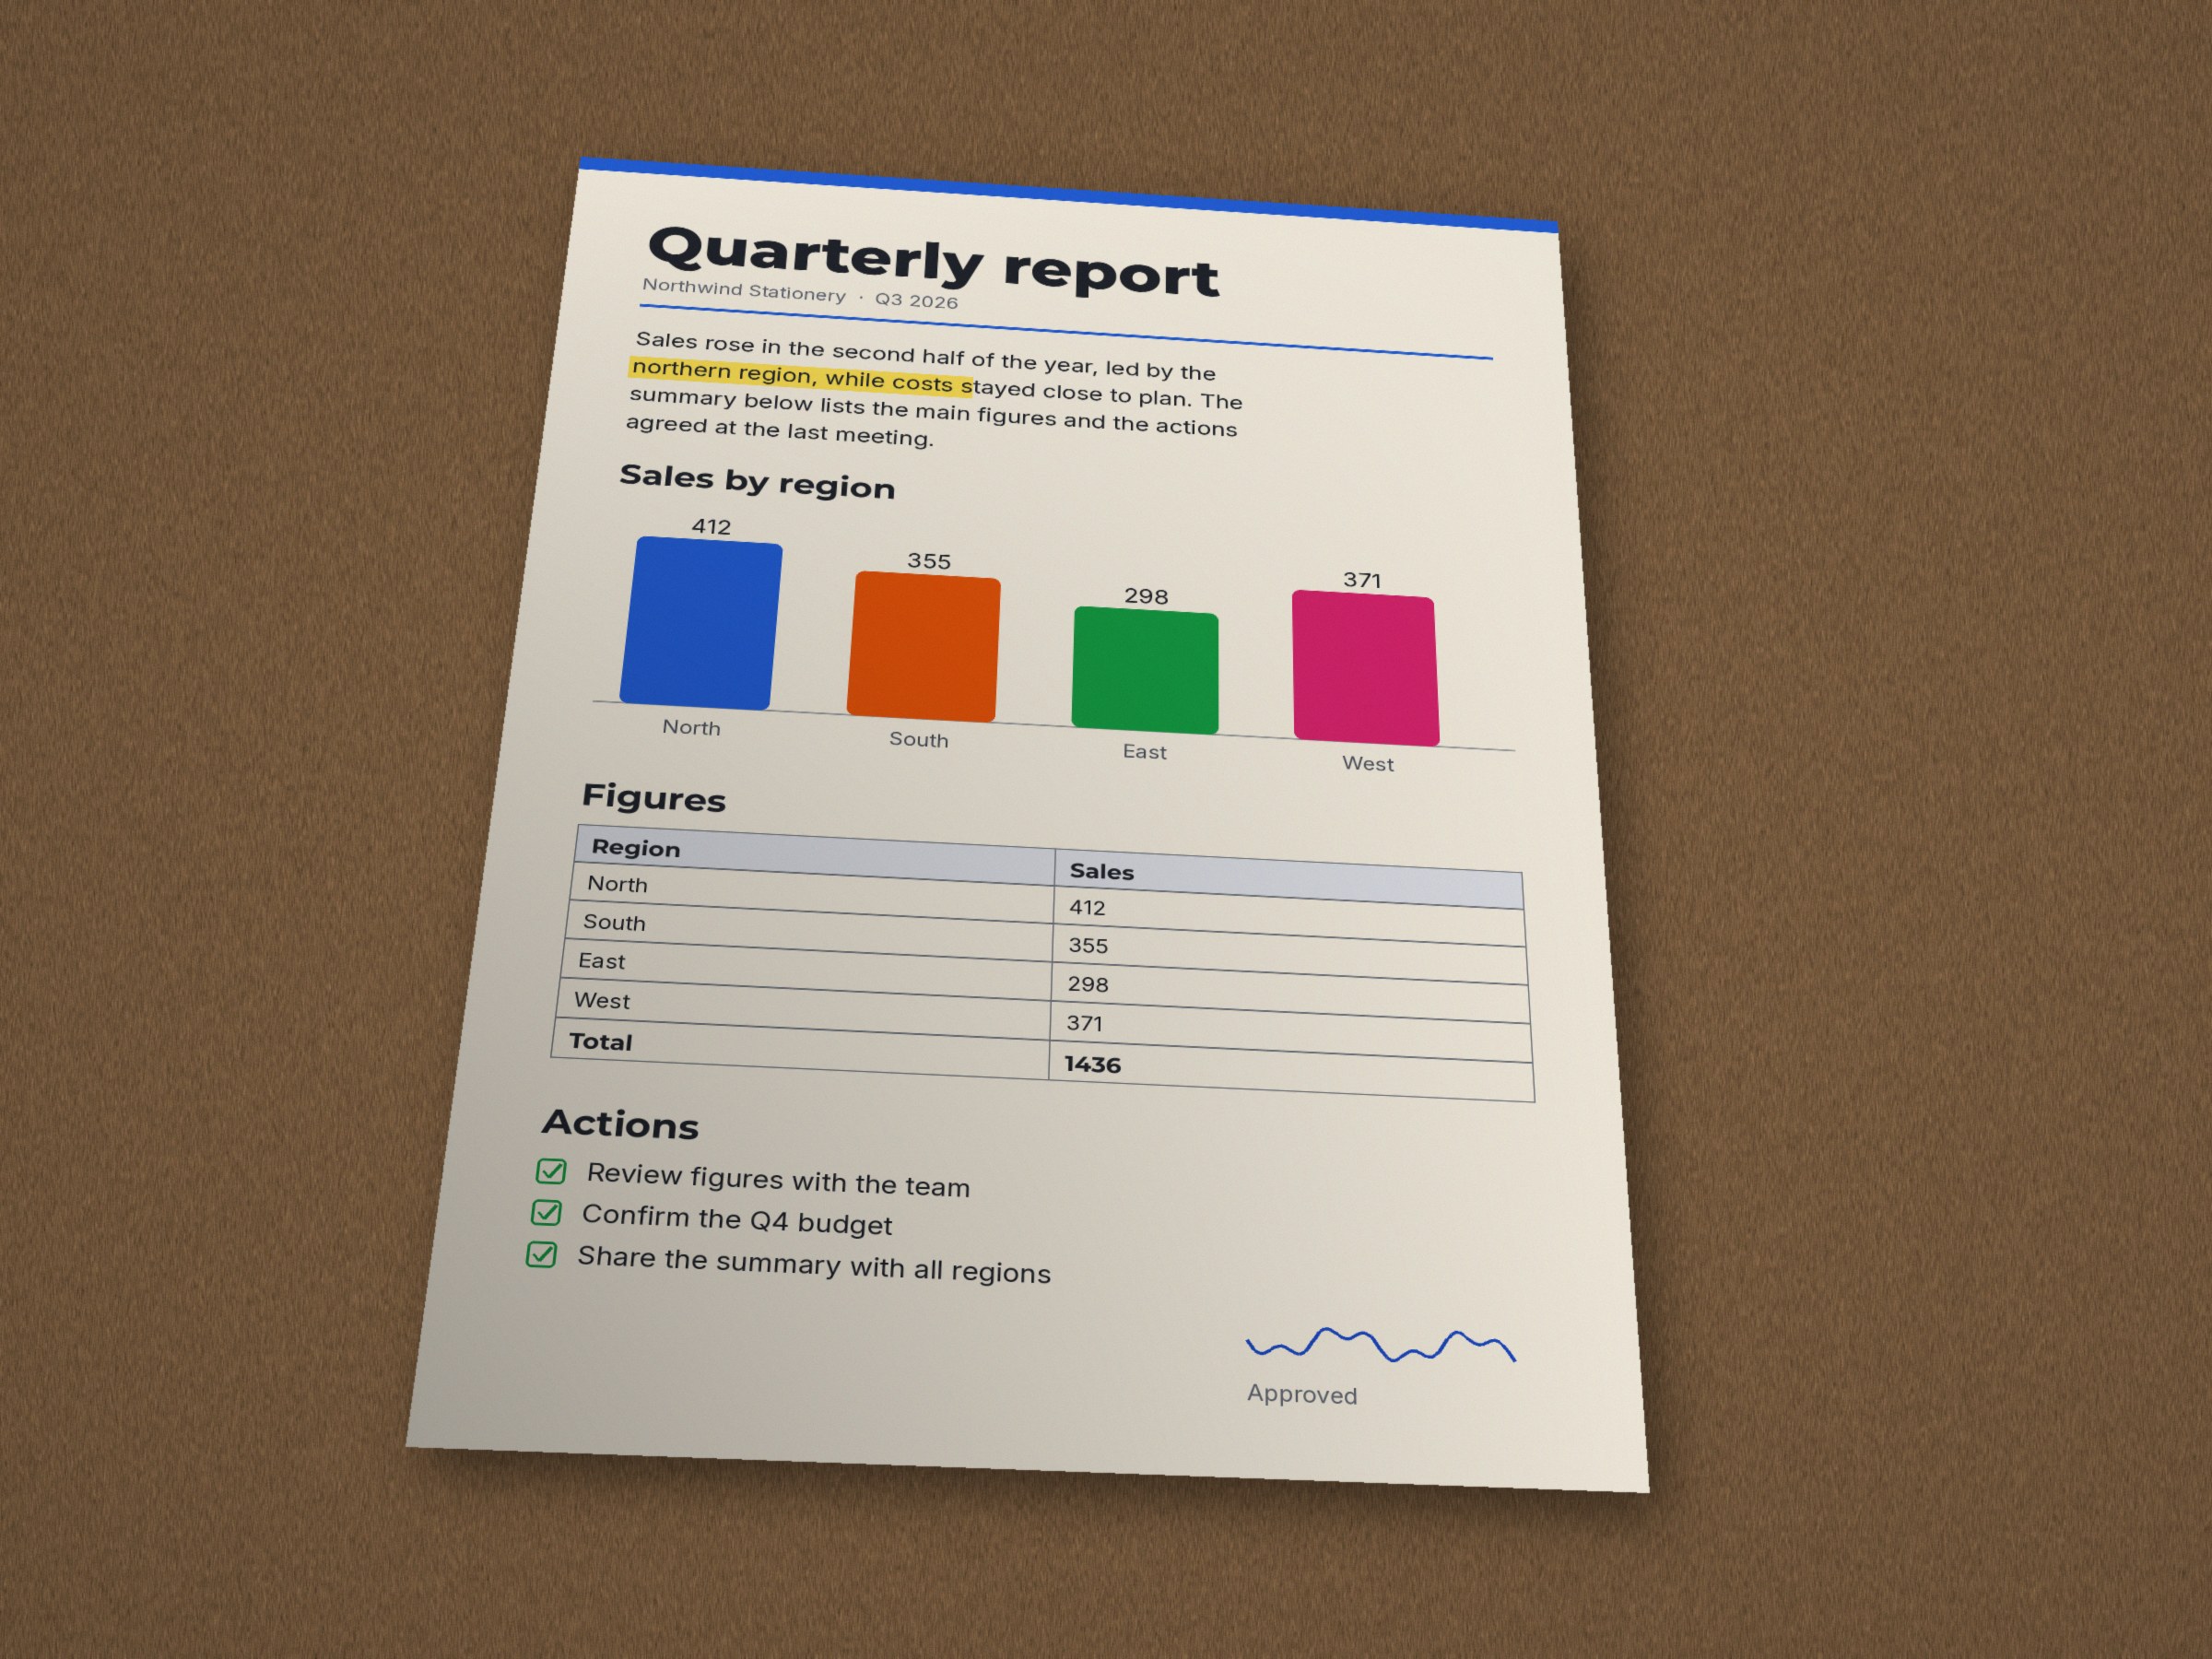 Quarterly report
Northwind Stationery · Q3 2026
Sales rose in the second half of the year, led by the
northern region, while costs stayed close to plan. The
summary below lists the main figures and the actions
agreed at the last meeting.
Sales by region
412 355 298 371
North South East West
Figures
Region Sales
North 412
South 355
East 298
West 371
Total 1436
Actions
Review figures with the team
Confirm the Q4 budget
Share the summary with all regions
Approved